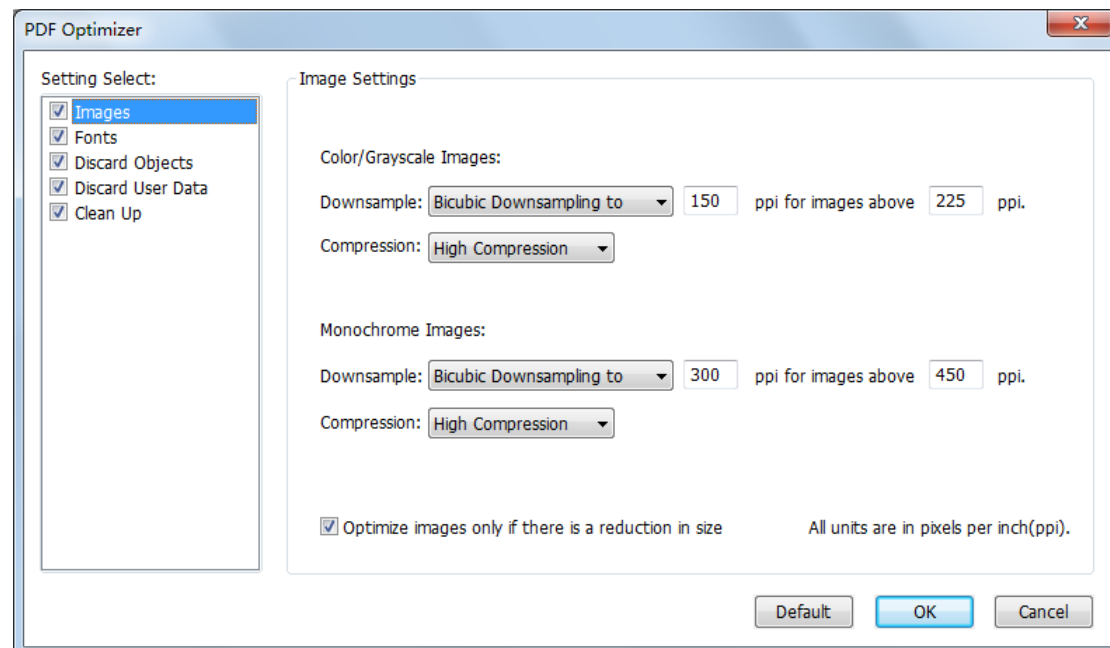 PDF Optimizer
Setting Select:
Images
Fonts
Discard Objects
Discard User Data
Clean Up
Image Settings
Color/Grayscale Images:
Downsample: Bicubic Downsampling to 150 ppi for images above 225 ppi.
Compression: High Compression
Monochrome Images:
Downsample: Bicubic Downsampling to 300 ppi for images above 450 ppi.
Compression: High Compression
Optimize images only if there is a reduction in size All units are in pixels per inch(ppi).
Default OK Cancel